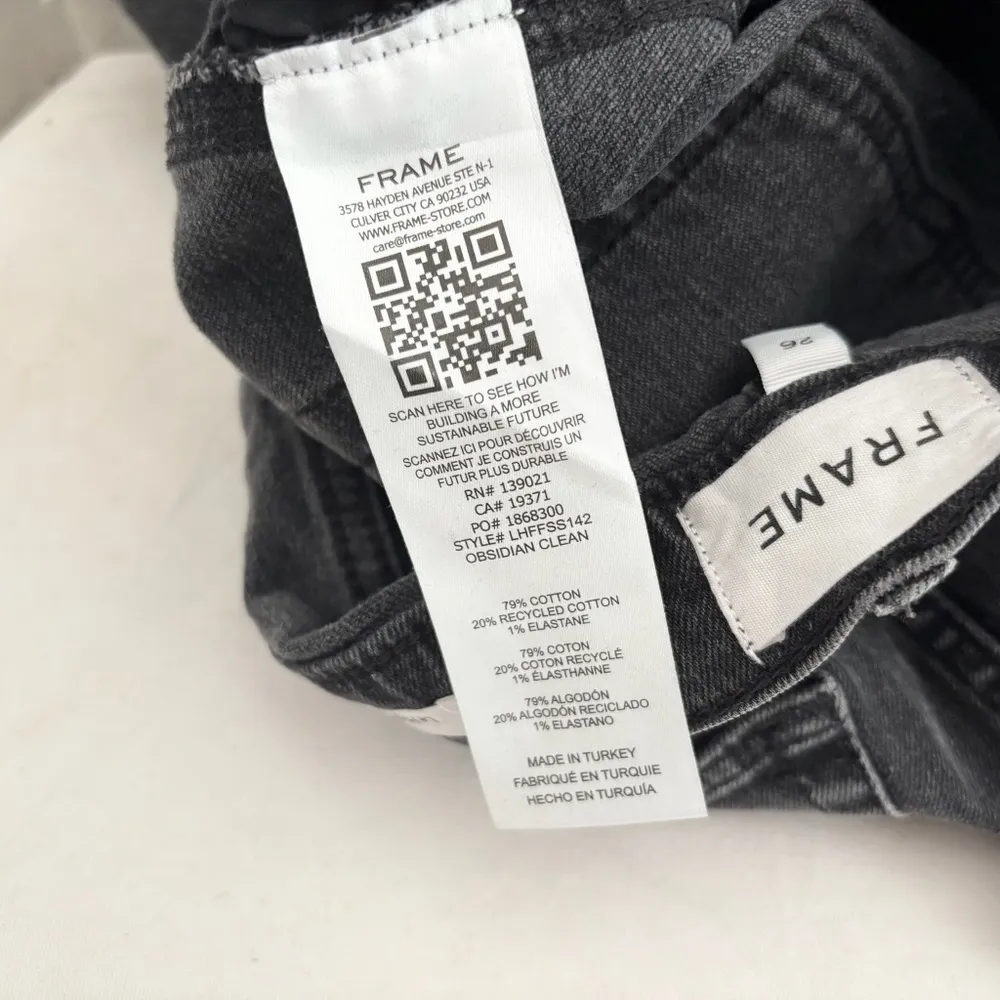 FRAME
3578 HAYDEN AVENUE STE N-1
CULVER CITY CA 90232 USA
WWW.FRAME-STORE.COM
care@frame-store.com
SCAN HERE TO SEE HOW I'M
BUILDING A MORE
SUSTAINABLE FUTURE
SCANNEZ ICI POUR DÉCOUVRIR
COMMENT JE CONSTRUIS UN
FUTUR PLUS DURABLE
RN# 139021
CA# 19371
PO# 1868300
STYLE# LHFFSS142
OBSIDIAN CLEAN
79% COTTON
20% RECYCLED COTTON
1% ELASTANE
79% COTON
20% COTON RECYCLÉ
1% ÉLASTHANNE
79% ALGODÓN
20% ALGODÓN RECICLADO
1% ELASTANO
MADE IN TURKEY
FABRIQUÉ EN TURQUIE
HECHO EN TURQUÍA
26
FRAME